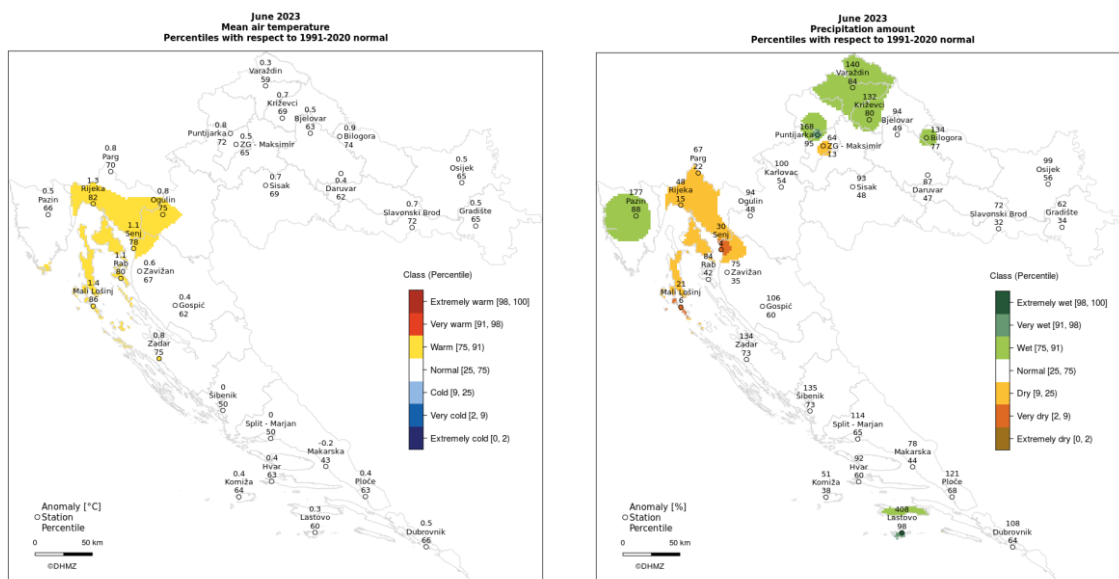 June 2023
Mean air temperature
Percentiles with respect to 1991-2020 normal
0.3
Varaždin
59
0.7
Križevci
69
0.5
Bjelovar
63
0.8
Puntijarka
72
0.5
ZG - Maksimir
65
0.9
Bilogora
74
0.8
Parg
70
0.5
Osijek
65
0.5
Pazin
66
1.3
Rijeka
82
0.8
Ogulin
75
0.7
Sisak
69
0.4
Daruvar
62
0.7
Slavonski Brod
72
0.5
Gradište
65
1.1
Senj
78
1.1
Rab
80
0.6
Zavižan
67
1.4
Mali Lošinj
86
0.4
Gospić
62
0.8
Zadar
75
0
Šibenik
50
0
Split - Marjan
50
-0.2
Makarska
43
0.4
Hvar
63
0.4
Komiža
64
0.4
Ploče
63
0.3
Lastovo
60
0.5
Dubrovnik
66
Class (Percentile)
Extremely warm [98, 100]
Very warm [91, 98)
Warm [75, 91)
Normal [25, 75)
Cold [9, 25)
Very cold [2, 9)
Extremely cold [0, 2)
Anomaly [°C]
Station
Percentile
0 50 km
©DHMZ
June 2023
Precipitation amount
Percentiles with respect to 1991-2020 normal
140
Varaždin
84
132
Križevci
80
94
Bjelovar
49
168
Puntijarka
95
64
ZG - Maksimir
13
134
Bilogora
77
67
Parg
22
100
Karlovac
54
99
Osijek
56
177
Pazin
88
48
Rijeka
15
94
Ogulin
48
93
Sisak
48
87
Daruvar
47
72
Slavonski Brod
32
62
Gradište
34
30
Senj
4
84
Rab
42
75
Zavižan
35
21
Mali Lošinj
6
106
Gospić
60
134
Zadar
73
135
Šibenik
73
114
Split - Marjan
65
78
Makarska
44
92
Hvar
60
51
Komiža
38
121
Ploče
68
408
Lastovo
98
108
Dubrovnik
64
Class (Percentile)
Extremely wet [98, 100]
Very wet [91, 98)
Wet [75, 91)
Normal [25, 75)
Dry [9, 25)
Very dry [2, 9)
Extremely dry [0, 2)
Anomaly [%]
Station
Percentile
0 50 km
©DHMZ